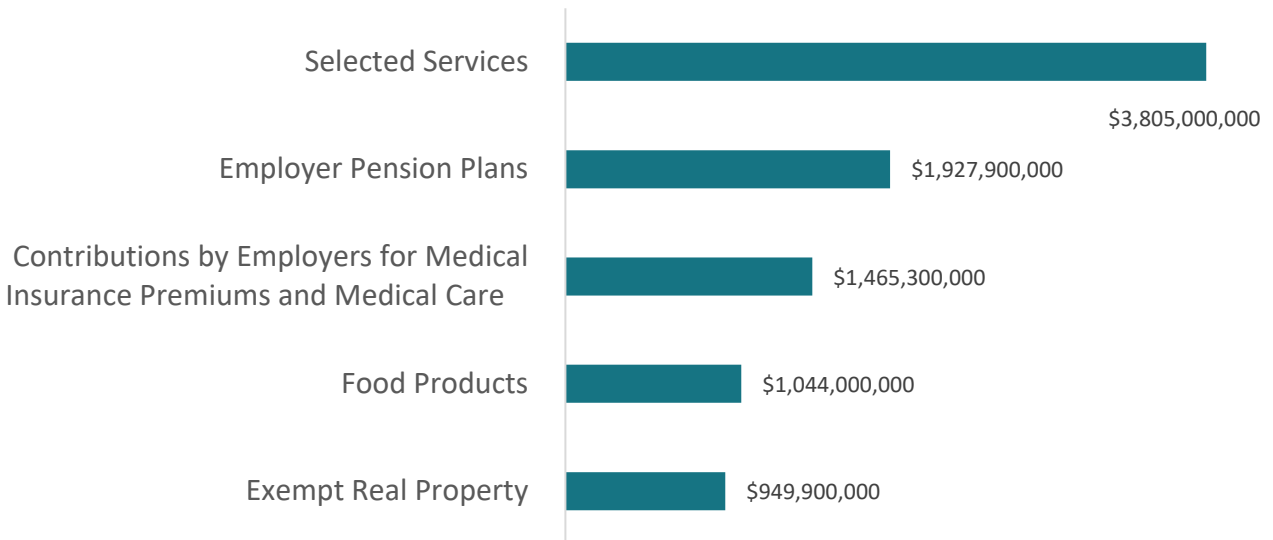 Selected Services
$3,805,000,000
Employer Pension Plans
$1,927,900,000
Contributions by Employers for Medical
Insurance Premiums and Medical Care
$1,465,300,000
Food Products
$1,044,000,000
Exempt Real Property
$949,900,000